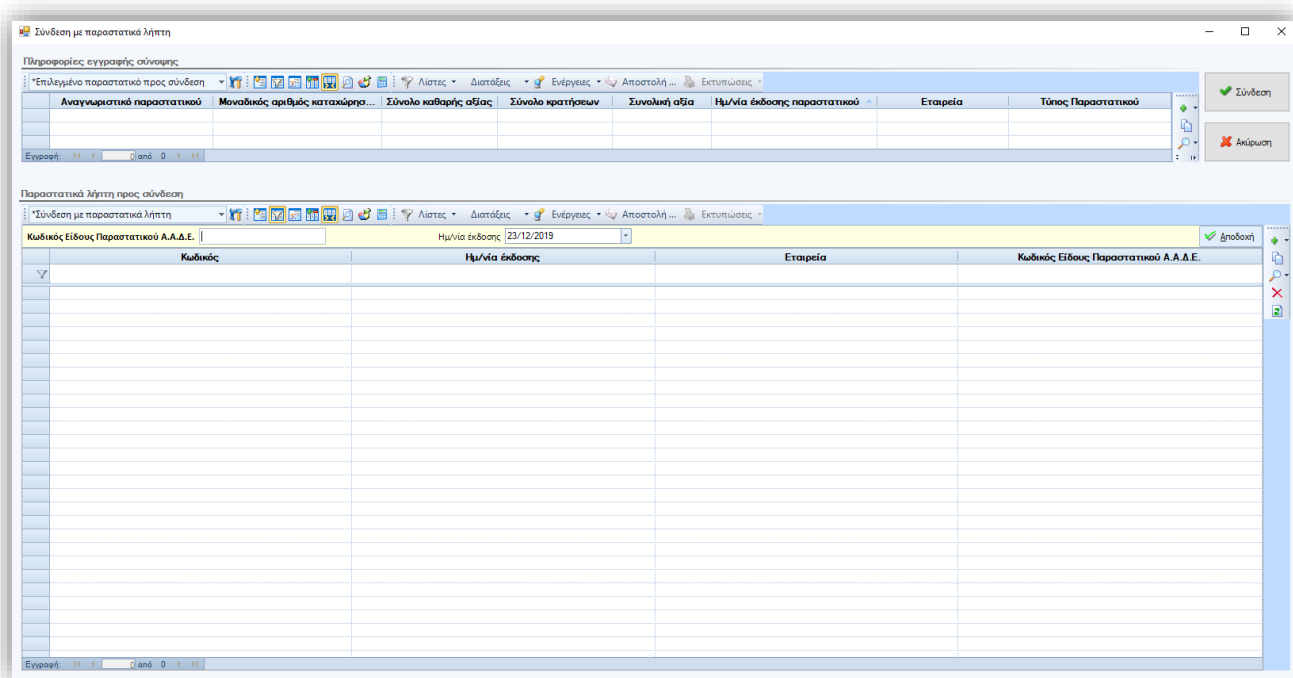 Σύνδεση με παραστατικά λήπτη
Πληροφορίες εγγραφής σύνοψης
*Επιλεγμένο παραστατικό προς σύνδεση Λίστες Διατάξεις Ενέργειες Αποστολή ... Εκτυπώσεις
Σύνδεση
Αναγνωριστικό παραστατικού Μοναδικός αριθμός καταχώρησ... Σύνολο καθαρής αξίας Σύνολο κρατήσεων Συνολική αξία Ημ/νία έκδοσης παραστατικού Εταιρεία Τύπος Παραστατικού
Ακύρωση
Εγγραφή: 0 από 0
Παραστατικά λήπτη προς σύνδεση
*Σύνδεση με παραστατικά λήπτη Λίστες Διατάξεις Ενέργειες Αποστολή ... Εκτυπώσεις
Κωδικός Είδους Παραστατικού Α.Α.Δ.Ε. Ημ/νία έκδοσης 23/12/2019 Αποδοχή
Κωδικός Ημ/νία έκδοσης Εταιρεία Κωδικός Είδους Παραστατικού Α.Α.Δ.Ε.
Εγγραφή: 0 από 0